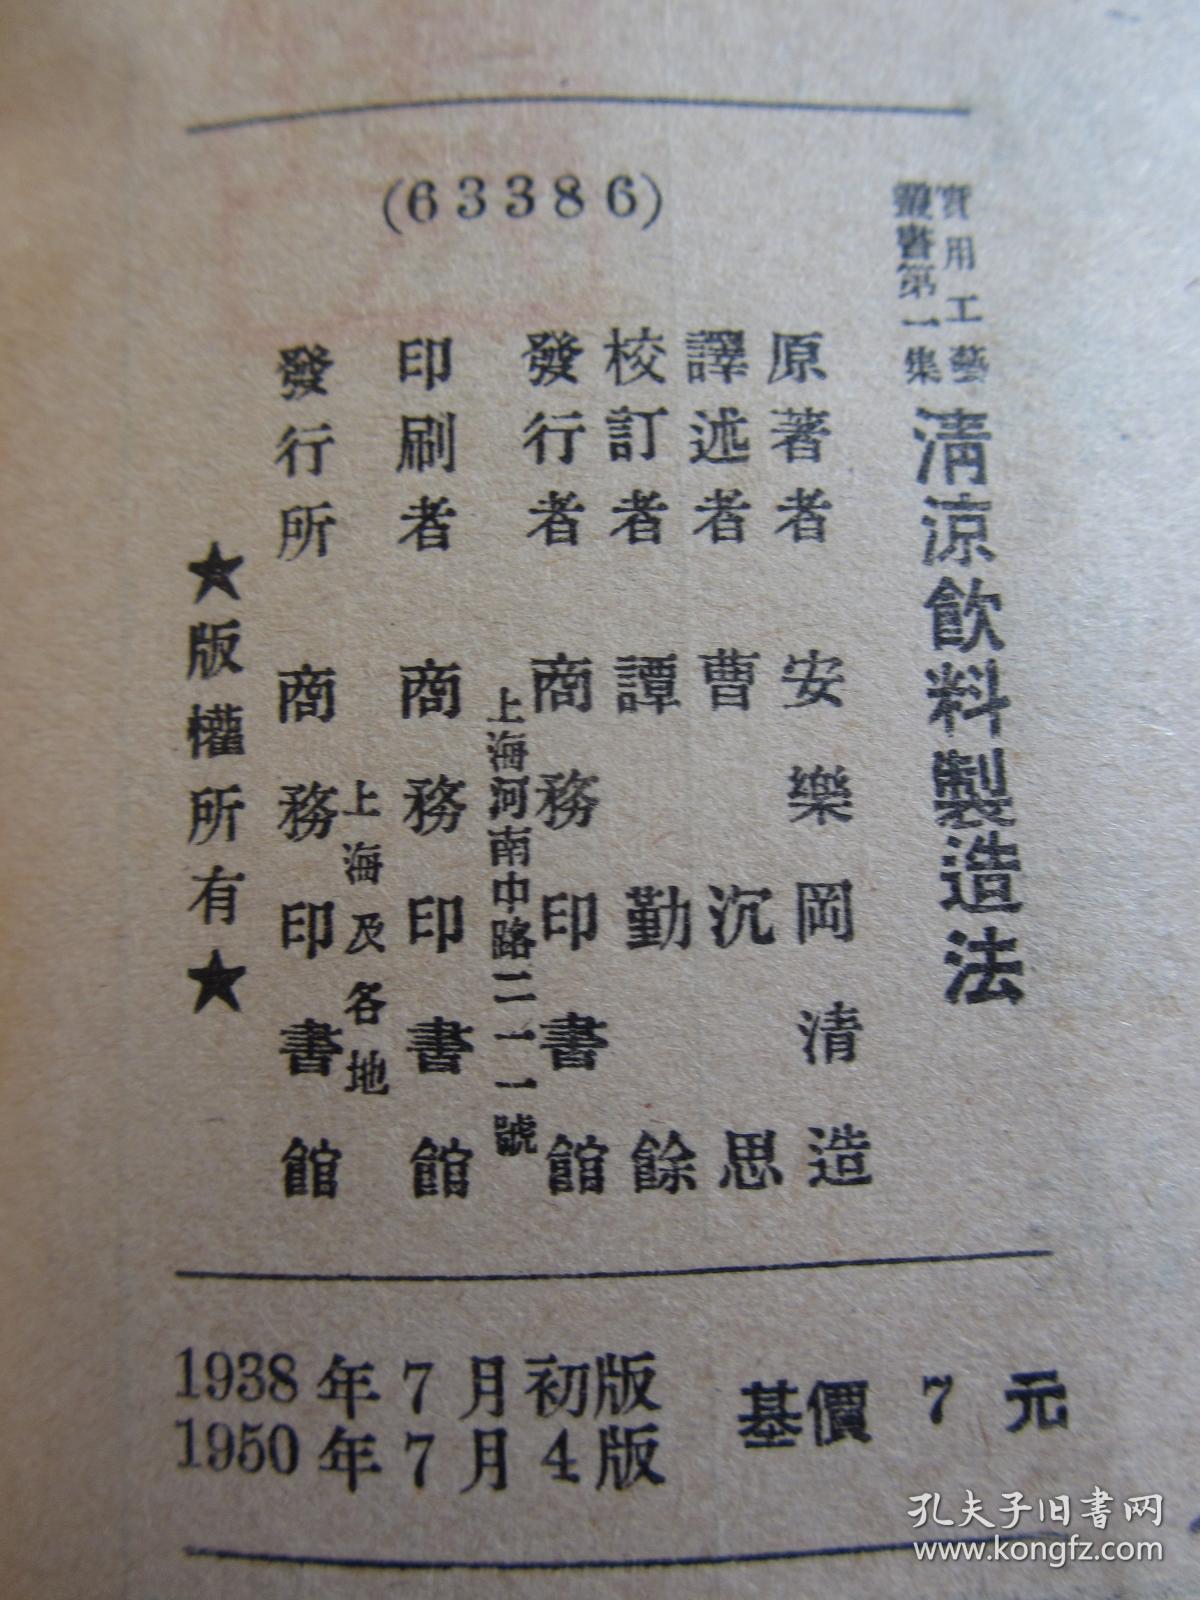 (63386)
實用工藝
叢書第一集
清涼飲料製造法
原著者 安樂岡清造
譯述者 曹沉思
校訂者 譚勤餘
發行者 商務印書館
上海河南中路二一一號
印刷者 商務印書館
上海及各地
發行所 商務印書館
★版權所有★
1938年7月初版
1950年7月4版
基價 7 元
孔夫子旧书网
www.kongfz.com